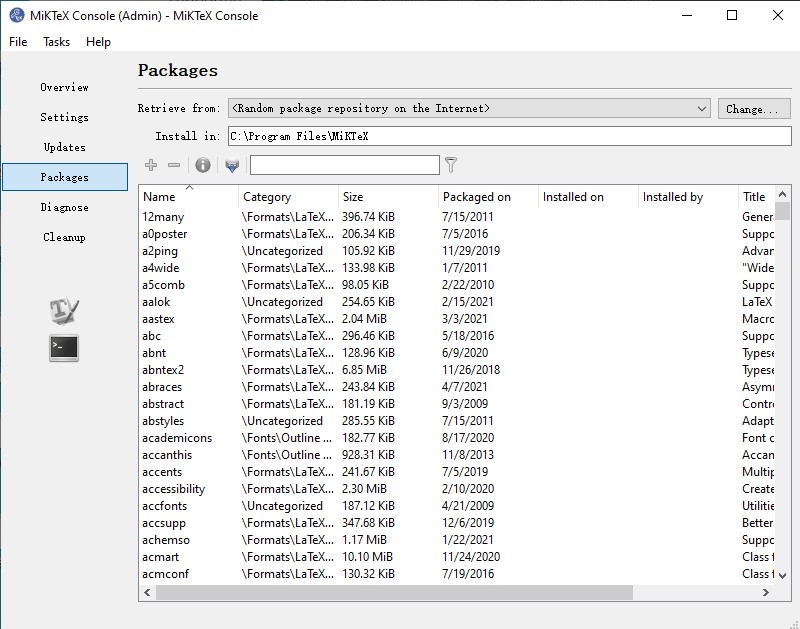 MiKTeX Console (Admin) - MiKTeX Console
File Tasks Help
Overview
Settings
Updates
Packages
Diagnose
Cleanup
Packages
Retrieve from: <Random package repository on the Internet> Change...
Install in: C:\Program Files\MiKTeX
Name Category Size Packaged on Installed on Installed by Title
12many \Formats\LaTeX... 396.74 KiB 7/15/2011 Gener
a0poster \Formats\LaTeX... 206.34 KiB 7/5/2016 Suppo
a2ping \Uncategorized 105.92 KiB 11/29/2019 Advan
a4wide \Formats\LaTeX... 133.98 KiB 1/7/2011 "Wide
a5comb \Formats\LaTeX... 98.05 KiB 2/22/2010 Suppo
aalok \Uncategorized 254.65 KiB 2/15/2021 LaTeX
aastex \Formats\LaTeX... 2.04 MiB 3/3/2021 Macro
abc \Formats\LaTeX... 296.46 KiB 5/18/2016 Suppo
abnt \Formats\LaTeX... 128.96 KiB 6/9/2020 Typese
abntex2 \Formats\LaTeX... 6.85 MiB 11/26/2018 Typese
abraces \Formats\LaTeX... 243.84 KiB 4/7/2021 Asym
abstract \Formats\LaTeX... 181.19 KiB 9/3/2009 Contr
abstyles \Uncategorized 285.55 KiB 7/15/2011 Adapt
academicons \Fonts\Outline ... 182.77 KiB 8/17/2020 Font c
accanthis \Fonts\Outline ... 928.31 KiB 11/8/2013 Accan
accents \Formats\LaTeX... 241.67 KiB 7/5/2019 Multip
accessibility \Formats\LaTeX... 2.30 MiB 2/10/2020 Create
accfonts \Uncategorized 187.12 KiB 4/21/2009 Utilitie
accsupp \Formats\LaTeX... 347.68 KiB 12/6/2019 Better
achemso \Formats\LaTeX... 1.17 MiB 1/22/2021 Suppo
acmart \Formats\LaTeX... 10.10 MiB 11/24/2020 Class f
acmconf \Formats\LaTeX... 130.32 KiB 7/19/2016 Class f